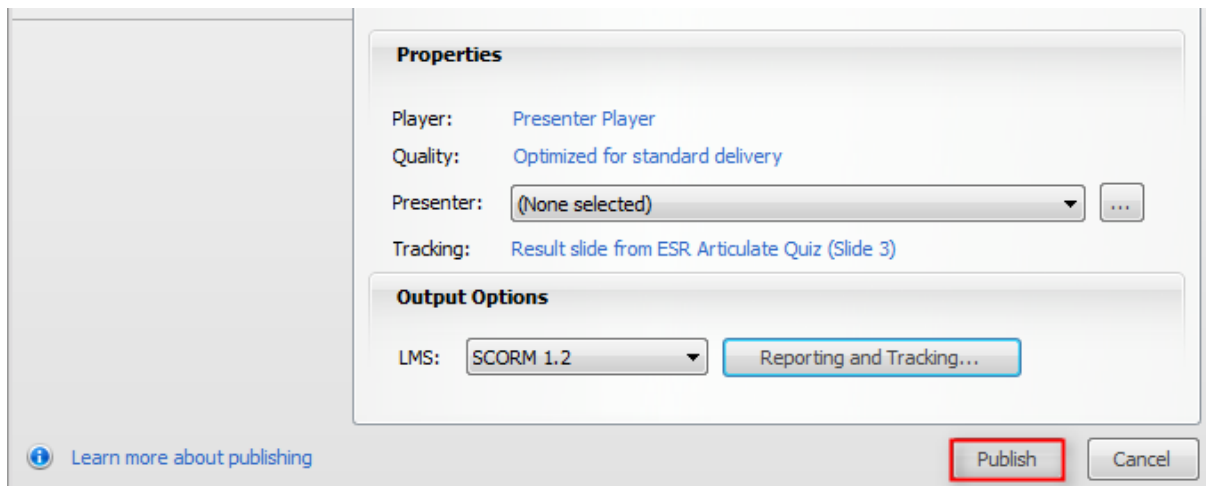 Properties
Player: Presenter Player
Quality: Optimized for standard delivery
Presenter: (None selected) ...
Tracking: Result slide from ESR Articulate Quiz (Slide 3)
Output Options
LMS: SCORM 1.2 Reporting and Tracking...
Learn more about publishing Publish Cancel